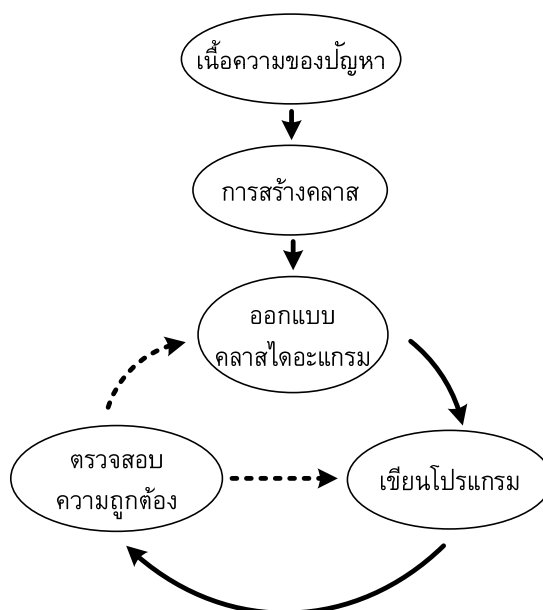 เนื้อความของปัญหา
การสร้างคลาส
ออกแบบ
คลาสไดอะแกรม
ตรวจสอบ
ความถูกต้อง
เขียนโปรแกรม